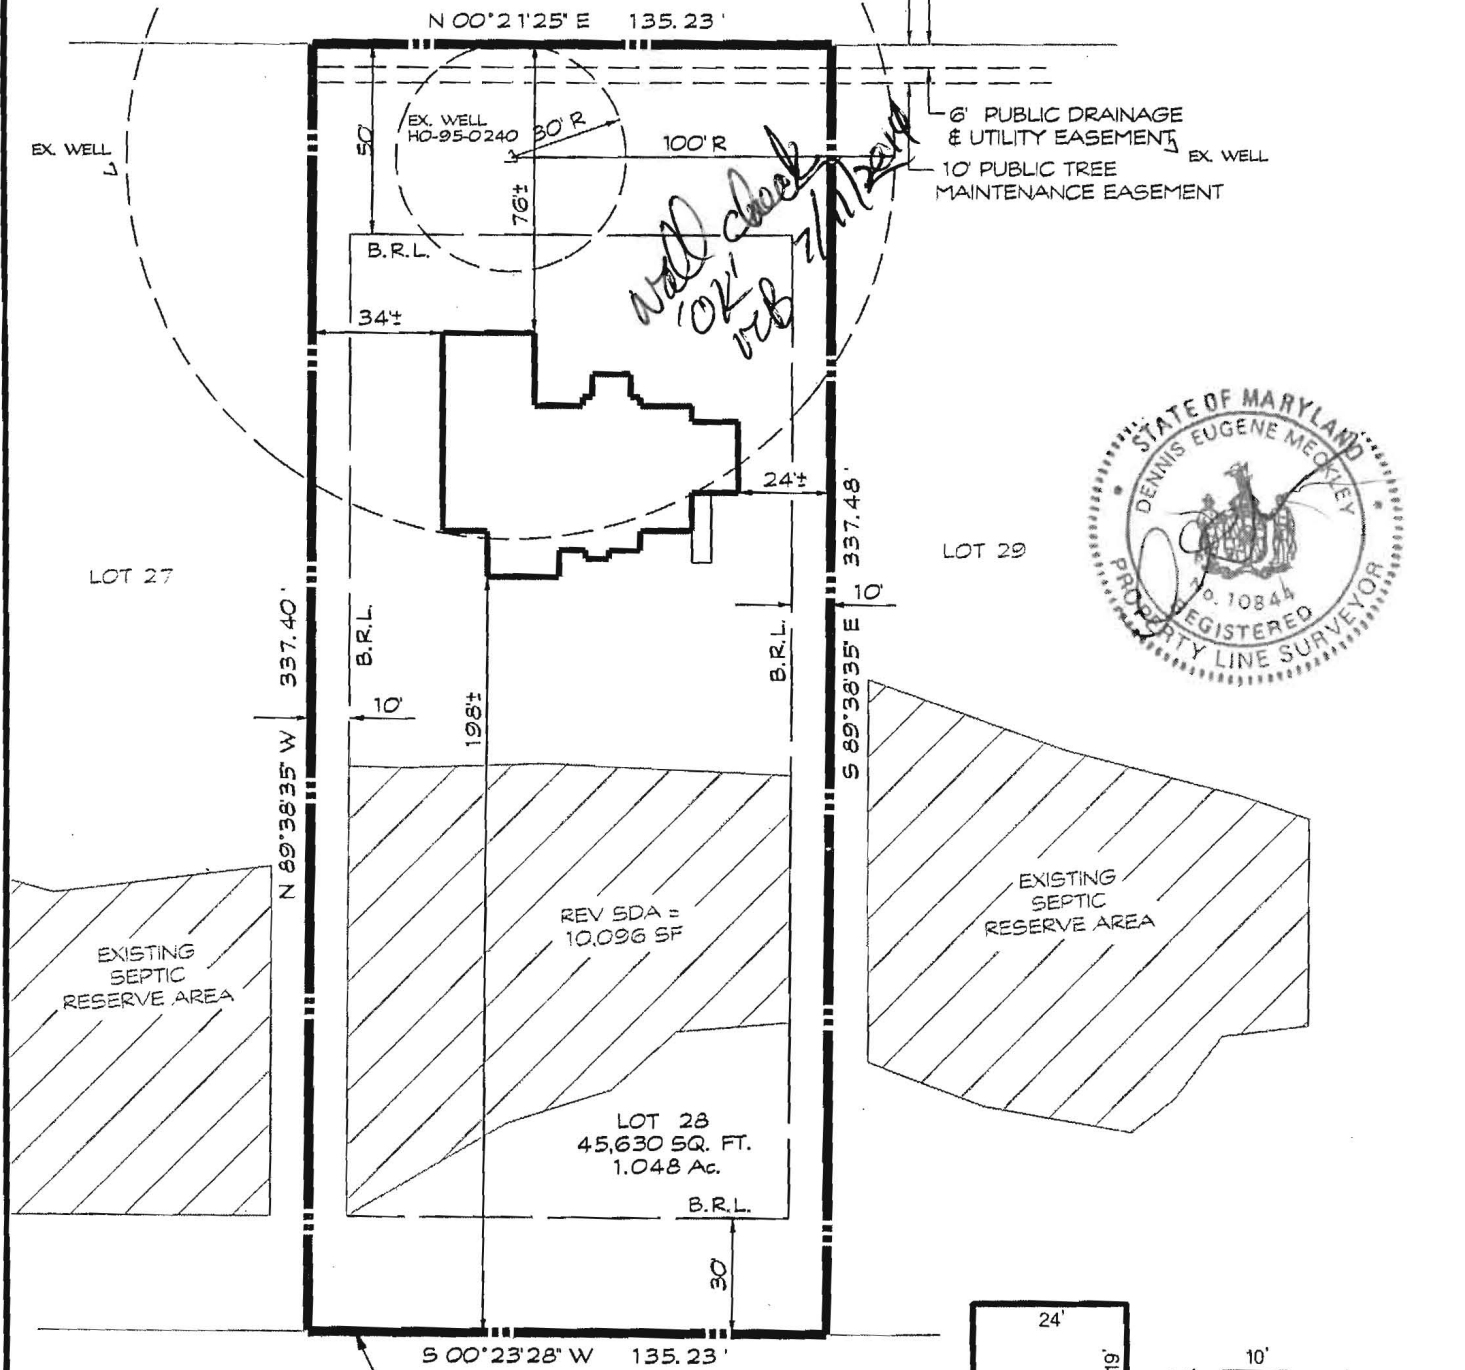 N 00°21'25" E 135.23'
6' PUBLIC DRAINAGE
& UTILITY EASEMENT
10' PUBLIC TREE
MAINTENANCE EASEMENT
EX. WELL
EX. WELL
50'
EX. WELL
HO-95-0240
30' R
100' R
76'±
B.R.L.
wall check
OK'
34'±
24'±
STATE OF MARYLAND
DENNIS EUGENE MECKLEY
No. 10844
REGISTERED
PROPERTY LINE SURVEYOR
LOT 27
LOT 29
N 89°38'35" W 337.40'
S 89°38'35" E 337.48'
B.R.L.
B.R.L.
10'
10'
198'±
EXISTING
SEPTIC
RESERVE AREA
REV SDA =
10,096 SF
EXISTING
SEPTIC
RESERVE AREA
LOT 28
45,630 SQ. FT.
1.048 Ac.
B.R.L.
30'
S 00°23'28" W 135.23'
24'
19'
10'